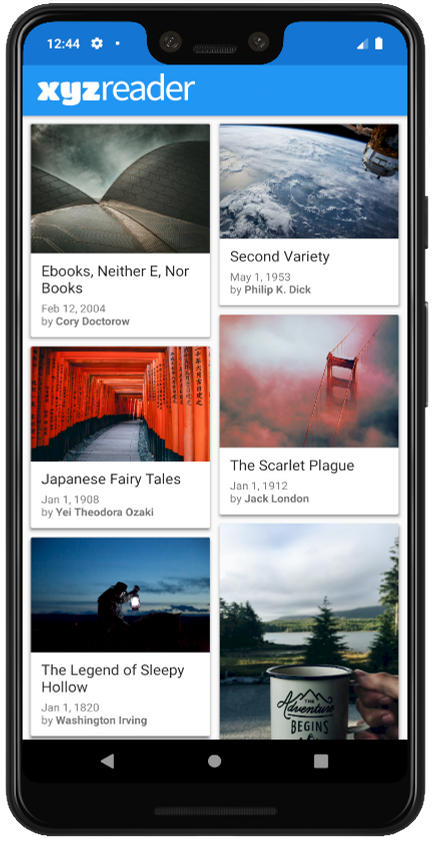 12:44
xyzreader
Ebooks, Neither E, Nor
Books
Feb 12, 2004
by Cory Doctorow
Japanese Fairy Tales
Jan 1, 1908
by Yei Theodora Ozaki
The Legend of Sleepy
Hollow
Jan 1, 1820
by Washington Irving
Second Variety
May 1, 1953
by Philip K. Dick
The Scarlet Plague
Jan 1, 1912
by Jack London
The
Adventure
BEGINS